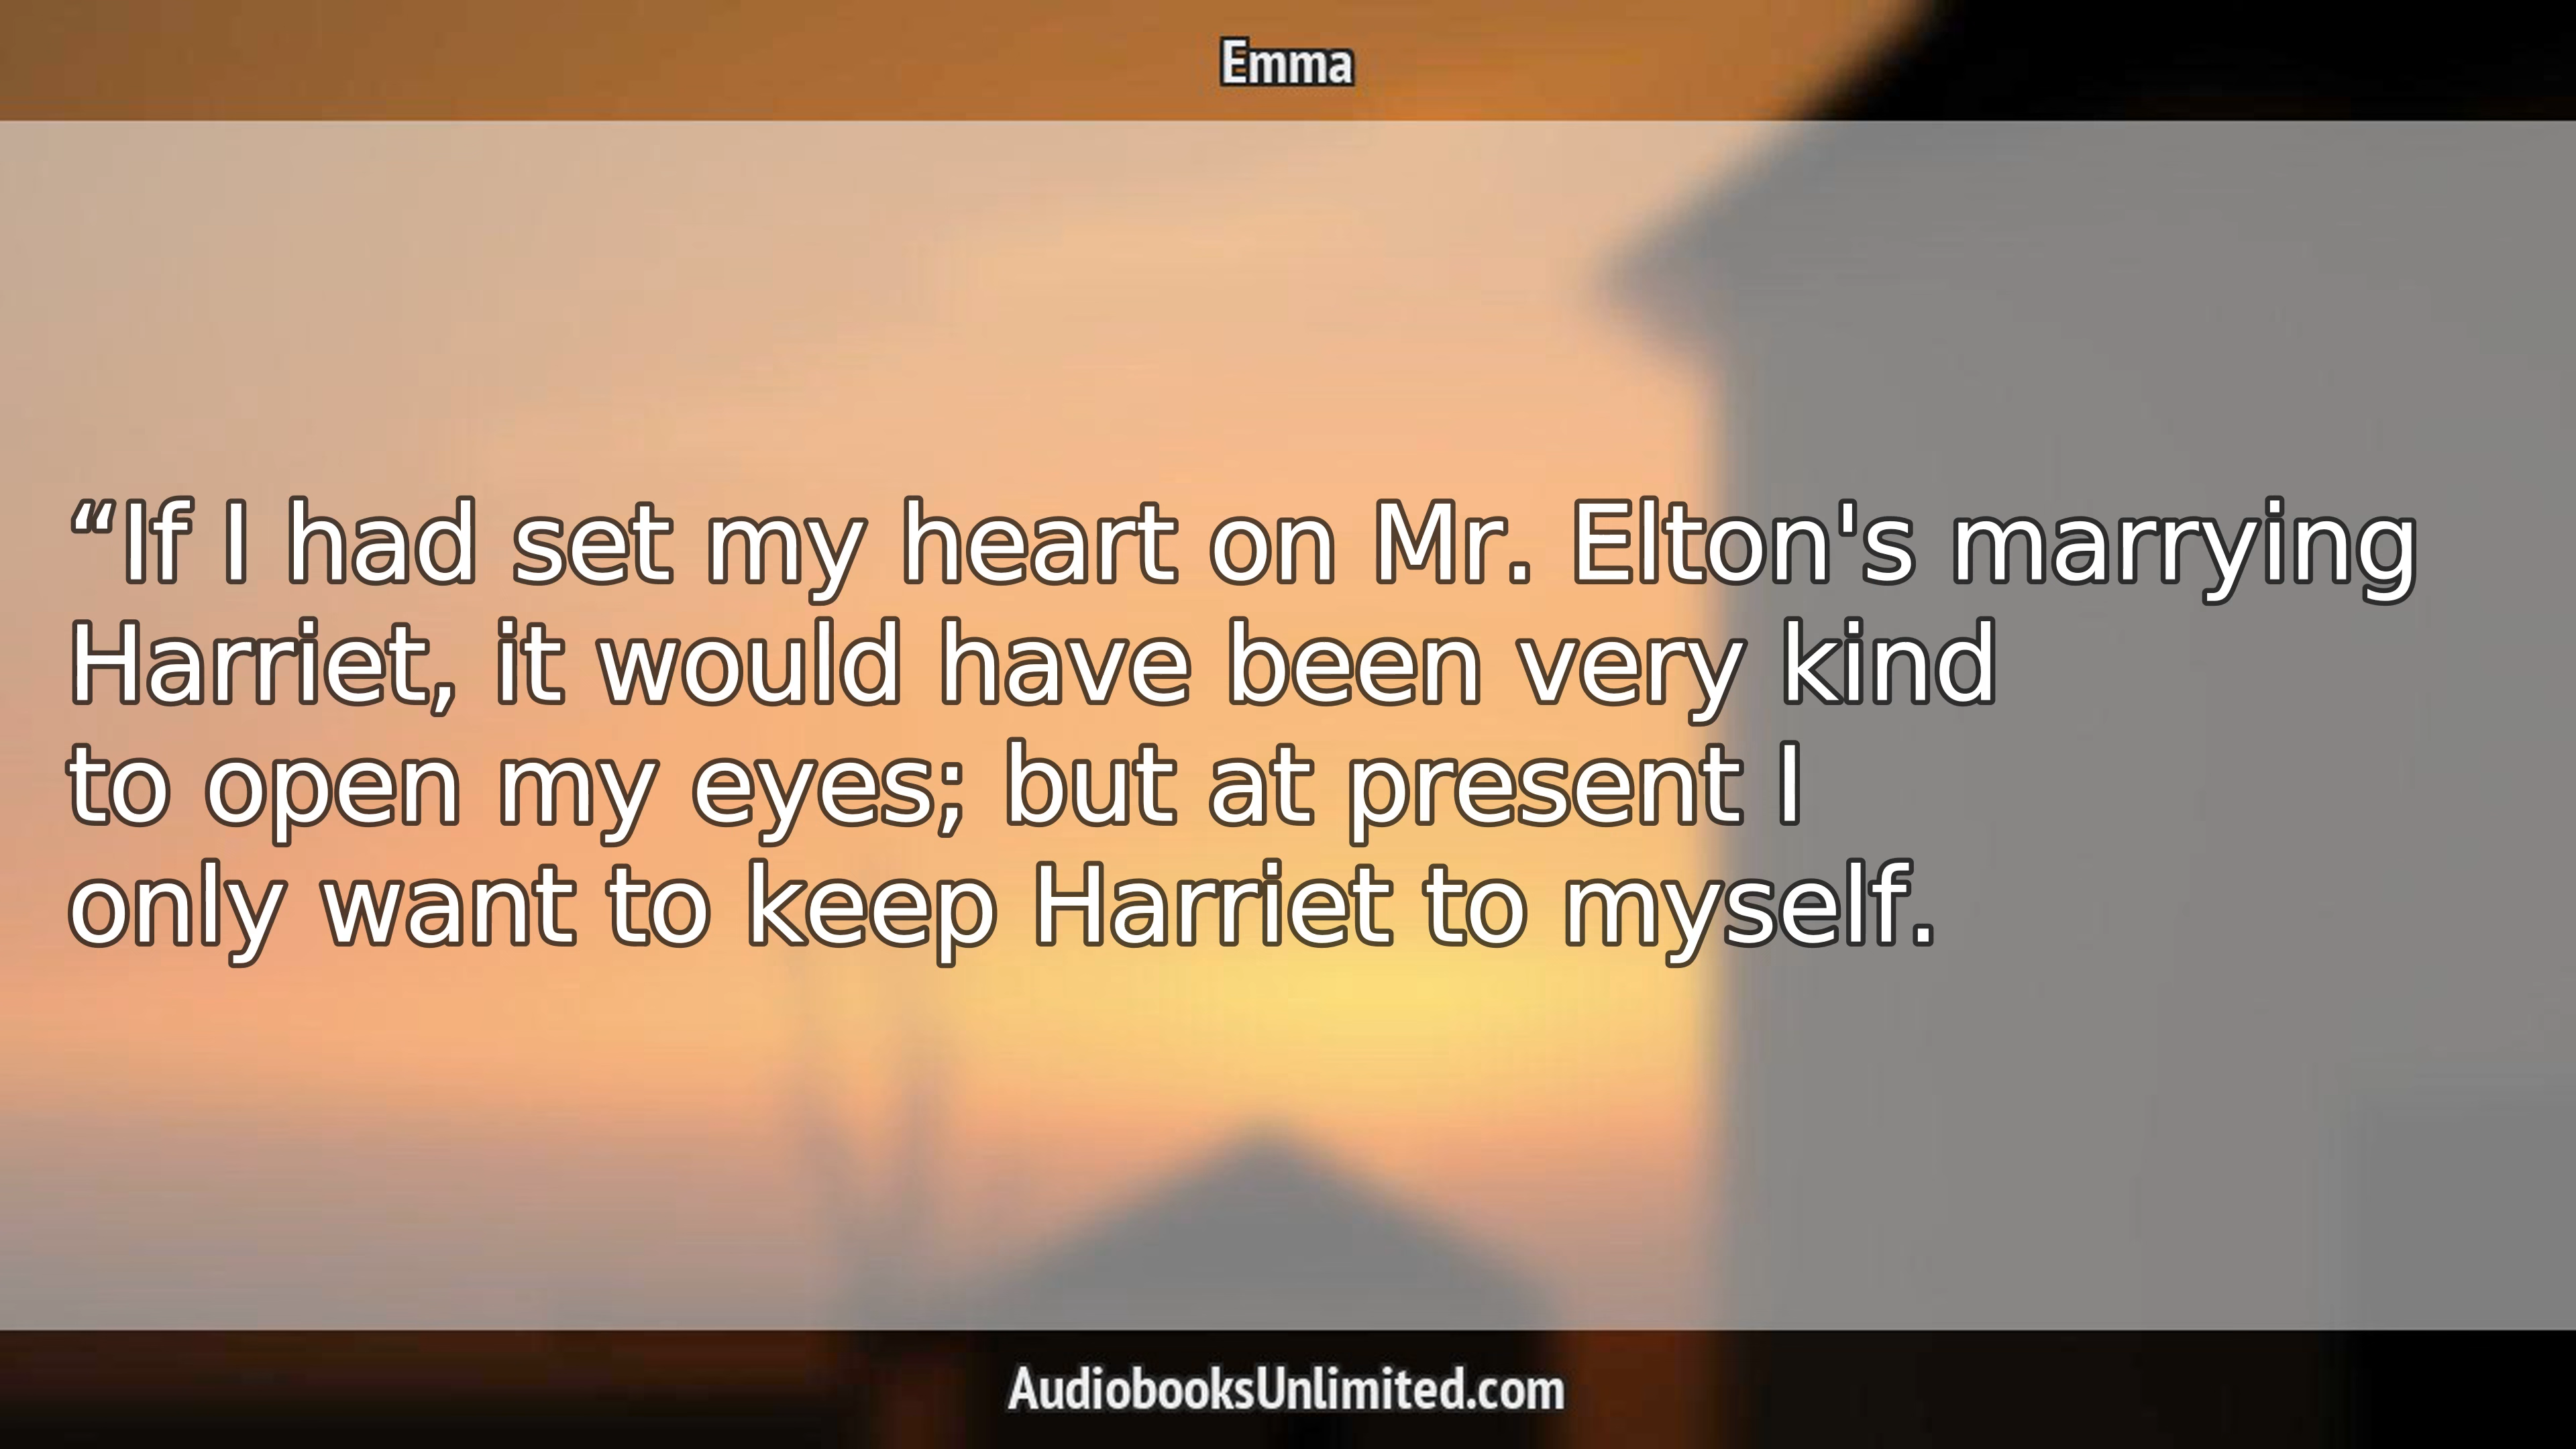 Emma
“If I had set my heart on Mr. Elton's marrying
Harriet, it would have been very kind
to open my eyes; but at present I
only want to keep Harriet to myself.
AudiobooksUnlimited.com